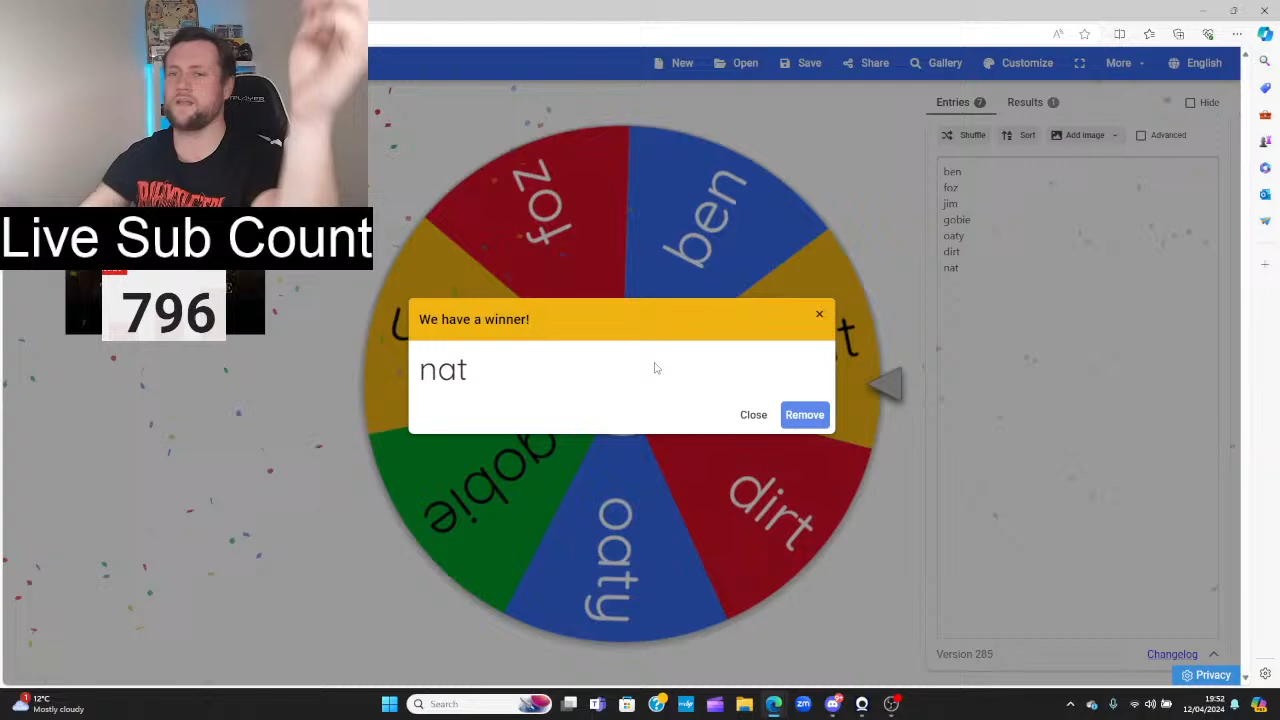 Live Sub Count
796
New
Open
Save
Share
Gallery
Customize
More
English
Entries 7
Results 1
Hide
Shuffle
Sort
Add image
Advanced
ben
foz
jim
gobie
oaty
dirt
nat
foz
ben
gobie
oaty
dirt
We have a winner!
×
nat
Close
Remove
Version 285
Changelog
Privacy
1
12°C
Mostly cloudy
Search
19:52
12/04/2024